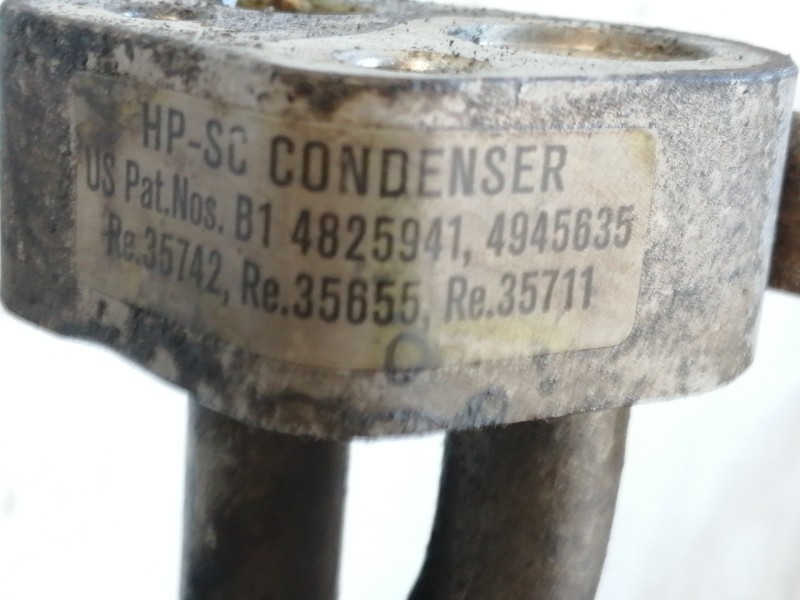 HP-SC CONDENSER
US Pat.Nos. B1 4825941, 4945635
Re.35742, Re.35655, Re.35711